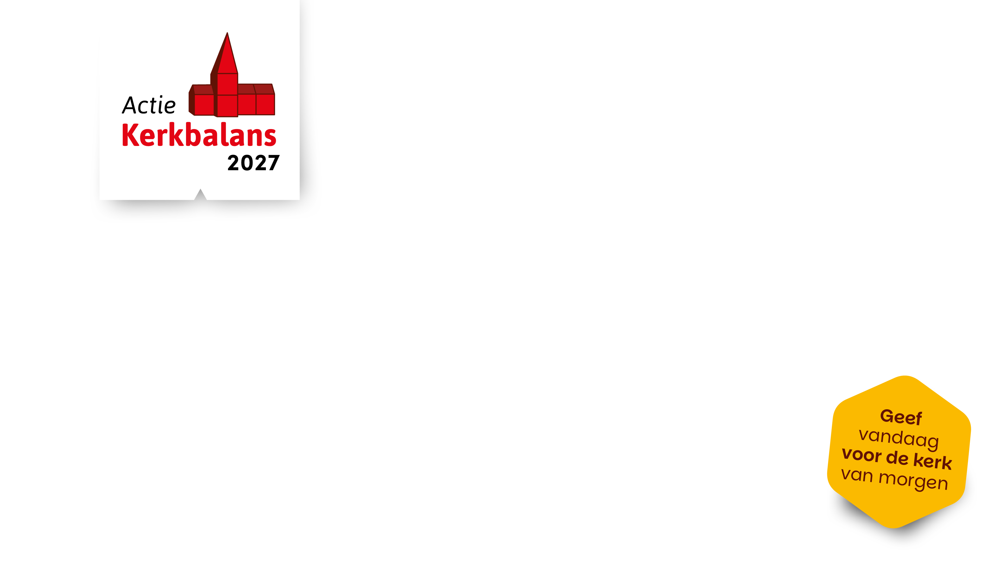 Actie
Kerkbalans
2027
Geef
vandaag
voor de kerk
van morgen